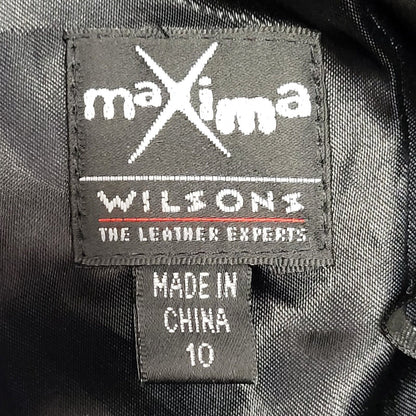 maXima
WILSONS
THE LEATHER EXPERTS
MADE IN
CHINA
10